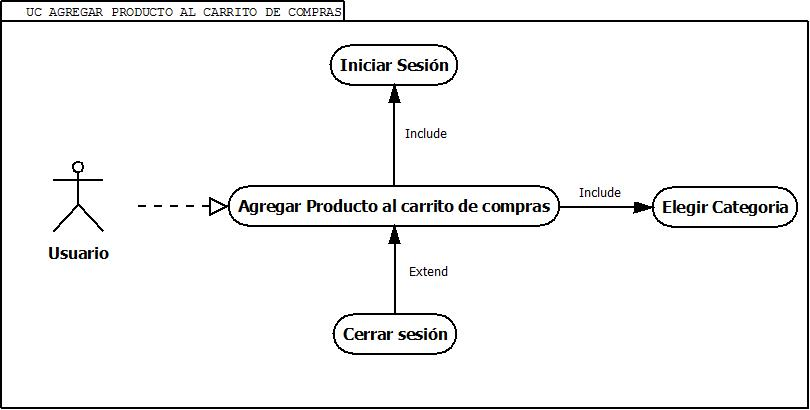 UC AGREGAR PRODUCTO AL CARRITO DE COMPRAS
Iniciar Sesión
Include
Include
Agregar Producto al carrito de compras
Elegir Categoria
Usuario
Extend
Cerrar sesión